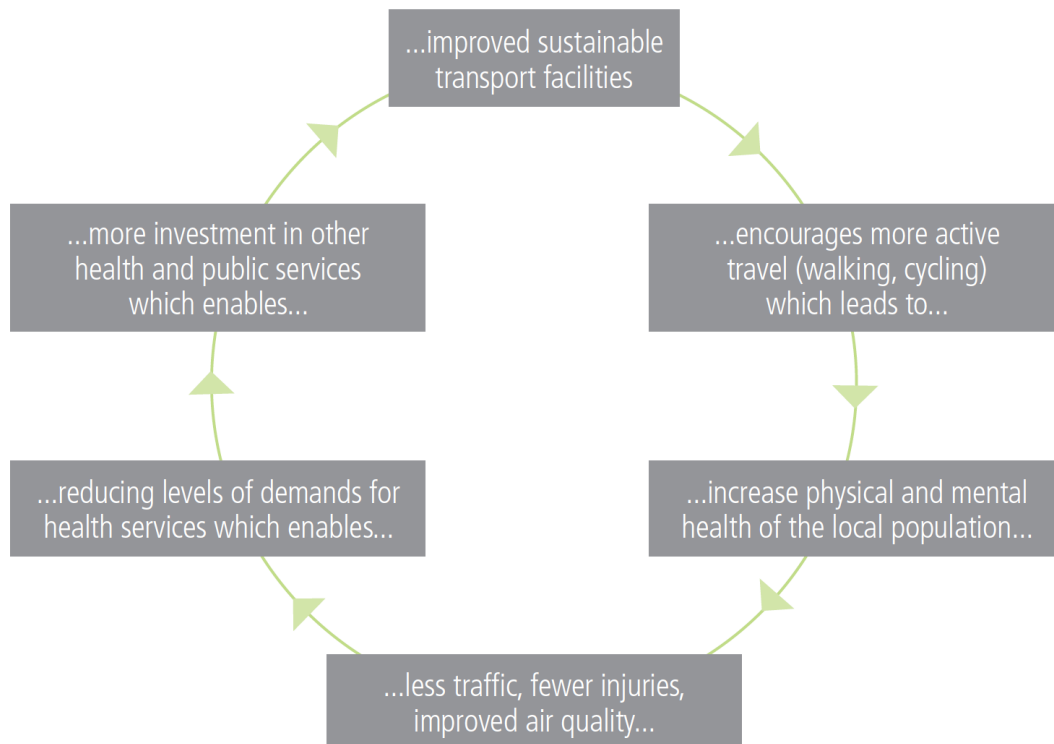 ...improved sustainable
transport facilities
...encourages more active
travel (walking, cycling)
which leads to...
...increase physical and mental
health of the local population...
...less traffic, fewer injuries,
improved air quality...
...reducing levels of demands for
health services which enables...
...more investment in other
health and public services
which enables...